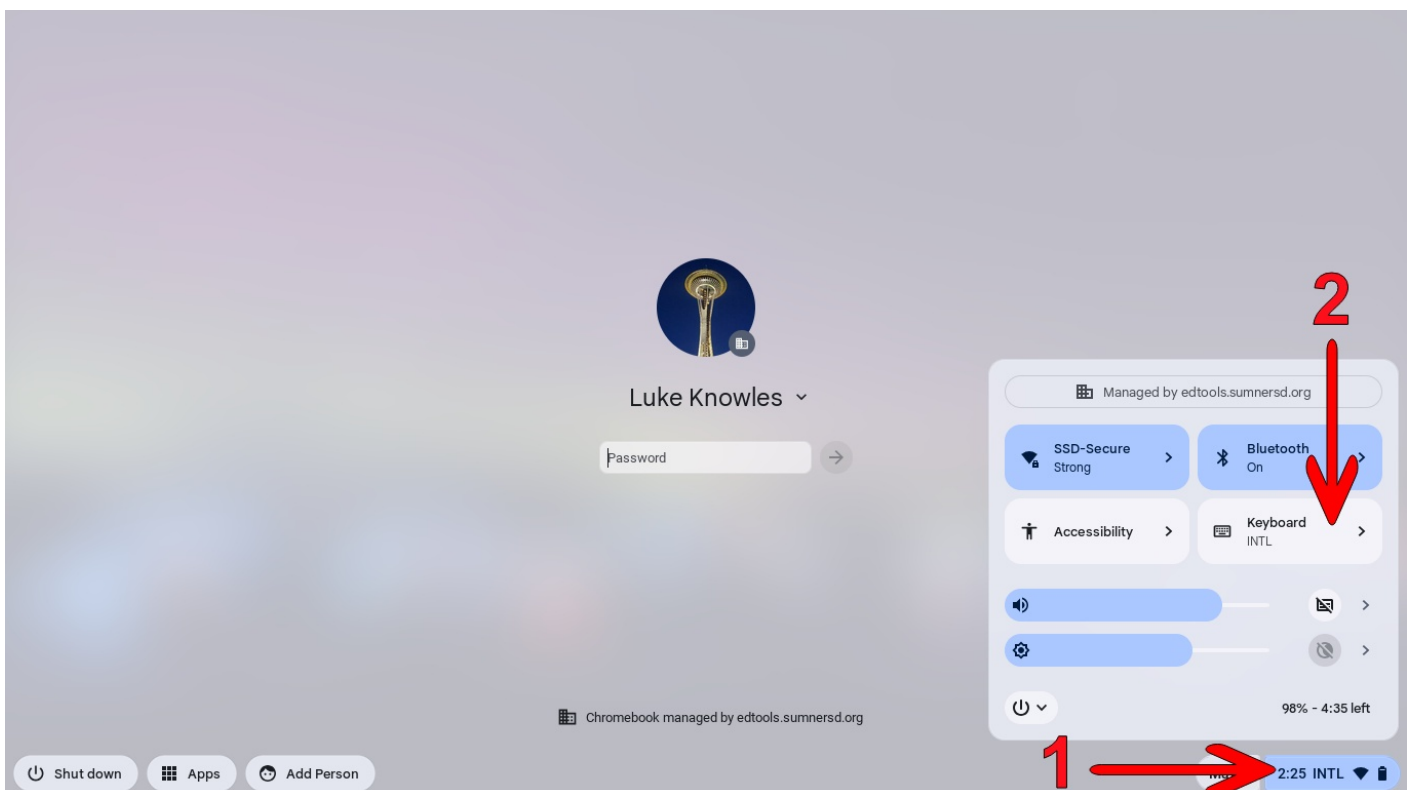 2
Luke Knowles
Password
Managed by edtools.sumnersd.org
SSD-Secure
Strong
Bluetooth
On
Accessibility
Keyboard
INTL
Chromebook managed by edtools.sumnersd.org
98% - 4:35 left
1
Shut down
Apps
Add Person
2:25 INTL